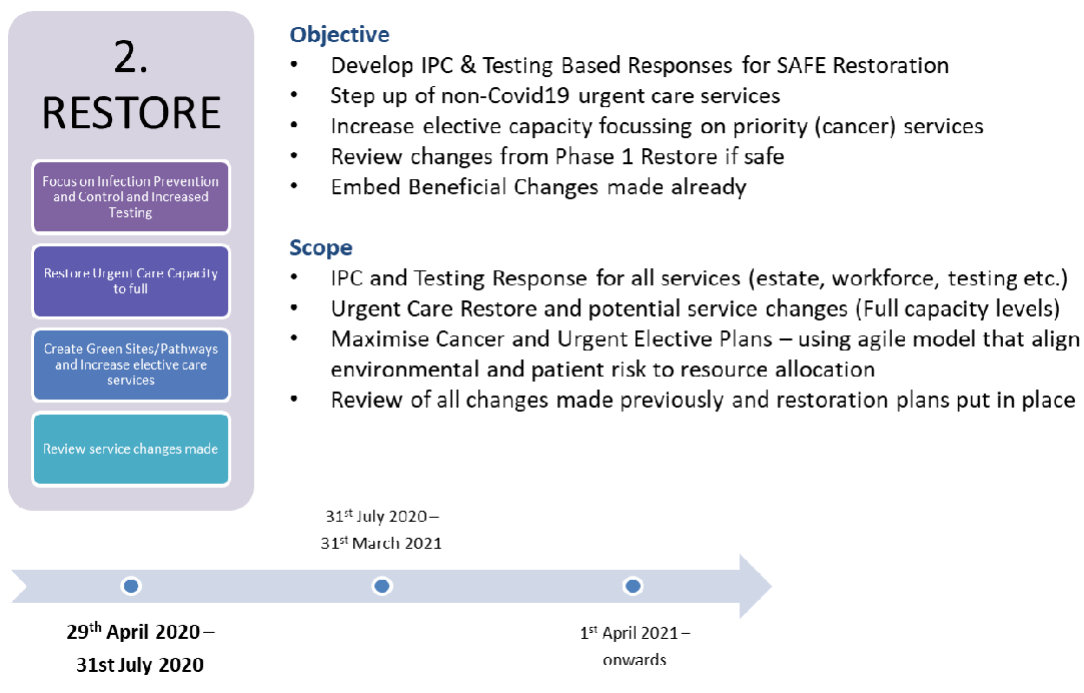 2.
RESTORE
Focus on Infection Prevention
and Control and Increased
Testing
Restore Urgent Care Capacity
to full
Create Green Sites/Pathways
and Increase elective care
services
Review service changes made
Objective
• Develop IPC & Testing Based Responses for SAFE Restoration
• Step up of non-Covid19 urgent care services
• Increase elective capacity focussing on priority (cancer) services
• Review changes from Phase 1 Restore if safe
• Embed Beneficial Changes made already
Scope
• IPC and Testing Response for all services (estate, workforce, testing etc.)
• Urgent Care Restore and potential service changes (Full capacity levels)
• Maximise Cancer and Urgent Elective Plans – using agile model that align
environmental and patient risk to resource allocation
• Review of all changes made previously and restoration plans put in place
31st July 2020 –
31st March 2021
29th April 2020 –
31st July 2020
1st April 2021 –
onwards